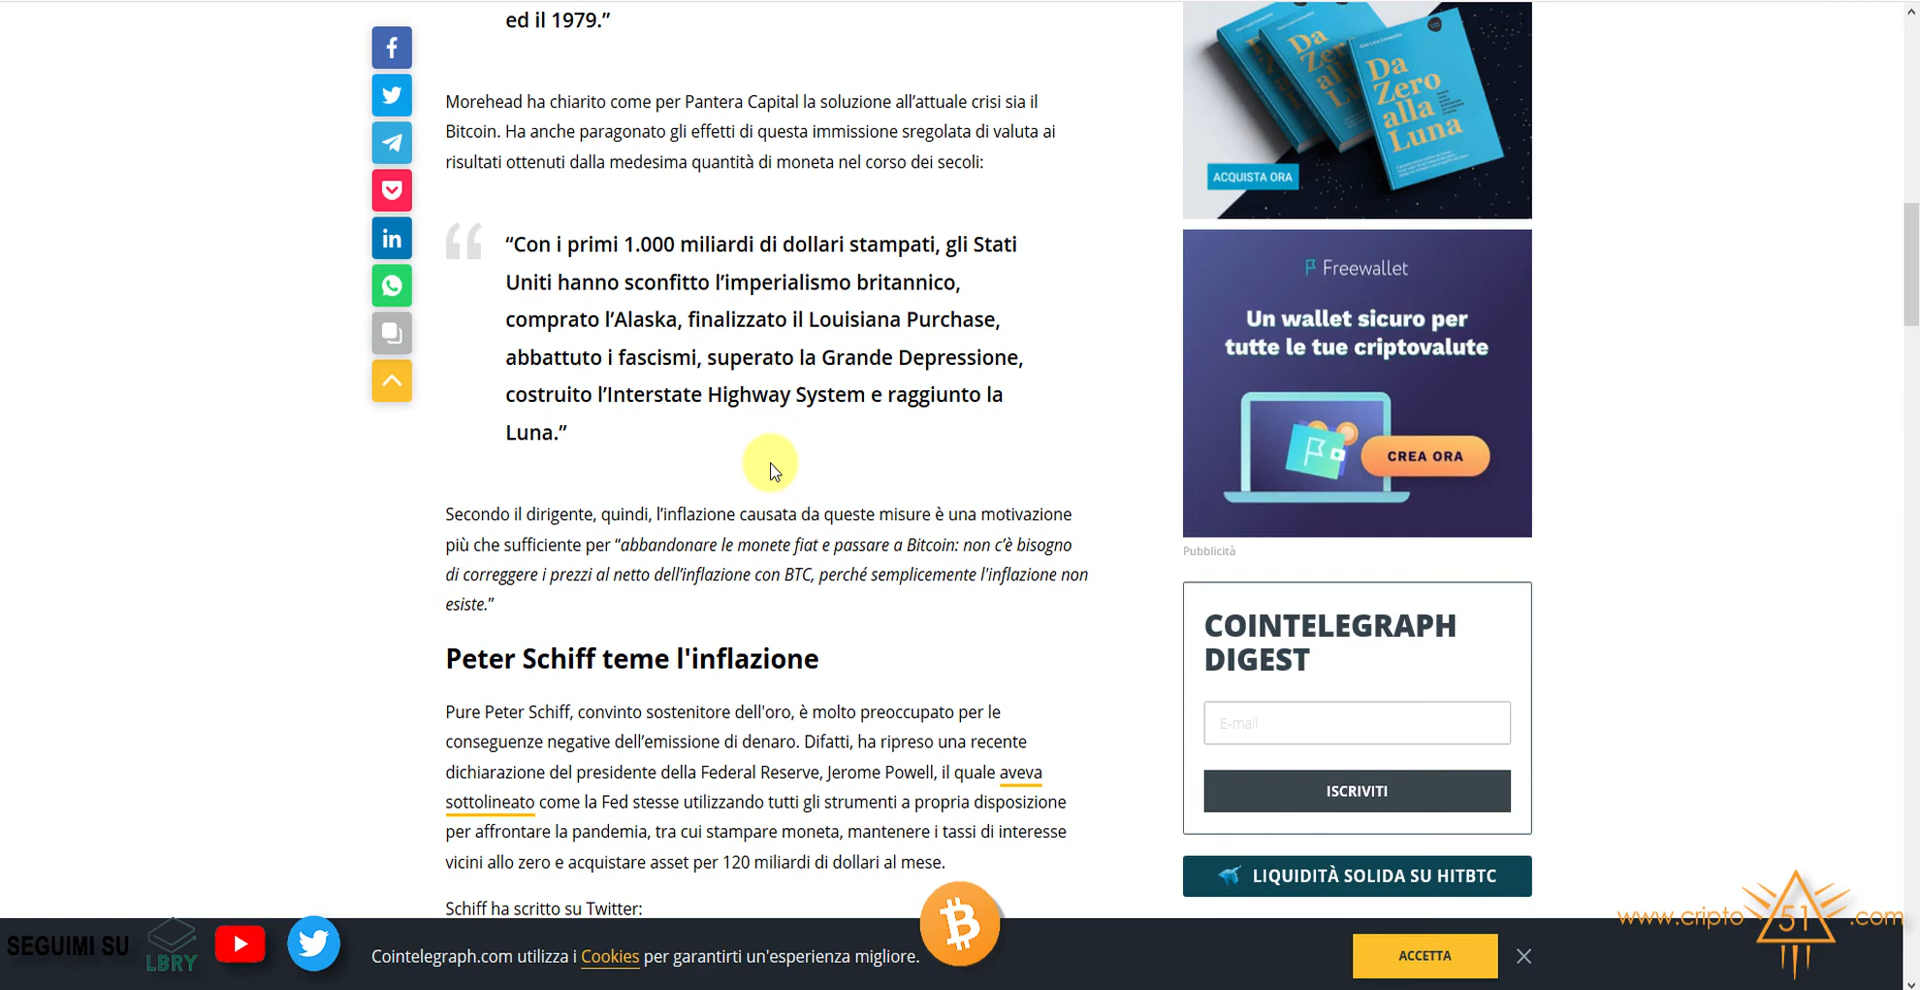 ed il 1979.”
Morehead ha chiarito come per Pantera Capital la soluzione all’attuale crisi sia il
Bitcoin. Ha anche paragonato gli effetti di questa immissione sregolata di valuta ai
risultati ottenuti dalla medesima quantità di moneta nel corso dei secoli:
“Con i primi 1.000 miliardi di dollari stampati, gli Stati
Uniti hanno sconfitto l’imperialismo britannico,
comprato l’Alaska, finalizzato il Louisiana Purchase,
abbattuto i fascismi, superato la Grande Depressione,
costruito l’Interstate Highway System e raggiunto la
Luna.”
Secondo il dirigente, quindi, l’inflazione causata da queste misure è una motivazione
più che sufficiente per “abbandonare le monete fiat e passare a Bitcoin: non c’è bisogno
di correggere i prezzi al netto dell’inflazione con BTC, perché semplicemente l'inflazione non
esiste.”
Peter Schiff teme l'inflazione
Pure Peter Schiff, convinto sostenitore dell'oro, è molto preoccupato per le
conseguenze negative dell’emissione di denaro. Difatti, ha ripreso una recente
dichiarazione del presidente della Federal Reserve, Jerome Powell, il quale aveva
sottolineato come la Fed stesse utilizzando tutti gli strumenti a propria disposizione
per affrontare la pandemia, tra cui stampare moneta, mantenere i tassi di interesse
vicini allo zero e acquistare asset per 120 miliardi di dollari al mese.
Schiff ha scritto su Twitter:
Da
Zero
alla
Luna
ACQUISTA ORA
Freewallet
Un wallet sicuro per
tutte le tue criptovalute
CREA ORA
Pubblicità
COINTELEGRAPH
DIGEST
E-mail
ISCRIVITI
LIQUIDITÀ SOLIDA SU HITBTC
www.cripto 51 .com
SEGUIMI SU
LBRY
Cointelegraph.com utilizza i Cookies per garantirti un'esperienza migliore.
ACCETTA